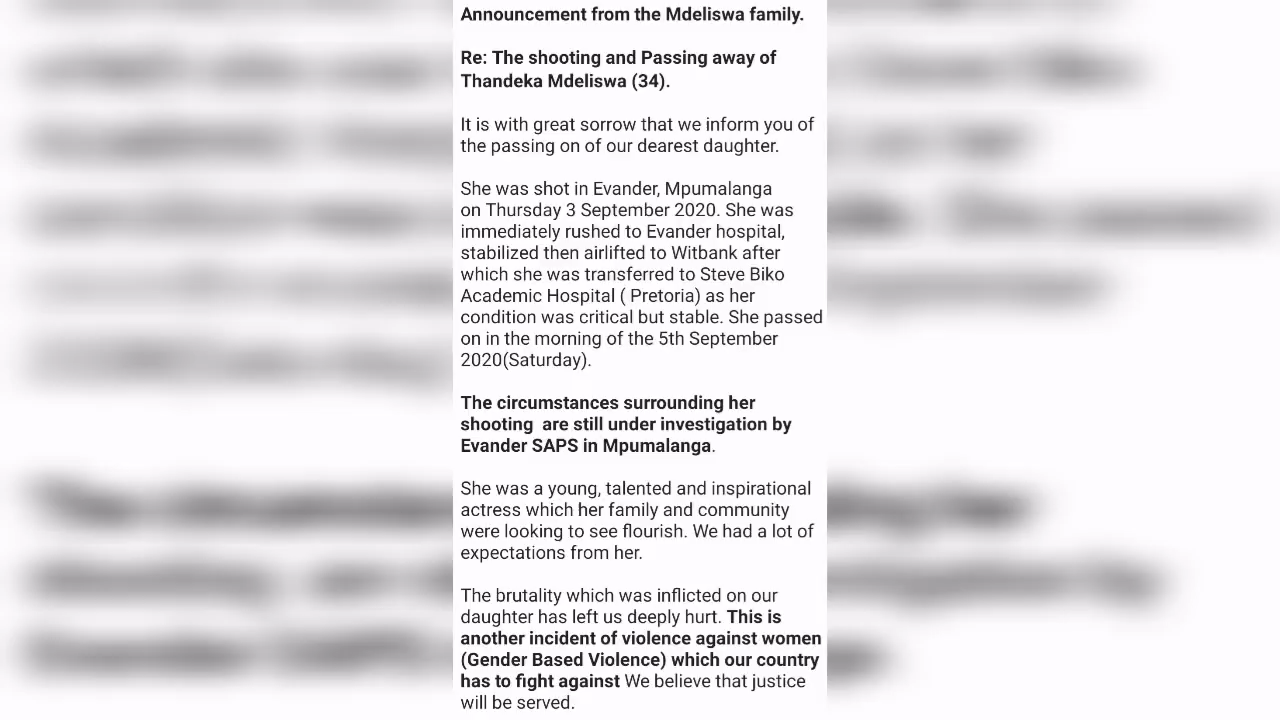 Announcement from the Mdeliswa family.
Re: The shooting and Passing away of
Thandeka Mdeliswa (34).
It is with great sorrow that we inform you of
the passing on of our dearest daughter.
She was shot in Evander, Mpumalanga
on Thursday 3 September 2020. She was
immediately rushed to Evander hospital,
stabilized then airlifted to Witbank after
which she was transferred to Steve Biko
Academic Hospital ( Pretoria) as her
condition was critical but stable. She passed
on in the morning of the 5th September
2020(Saturday).
The circumstances surrounding her
shooting  are still under investigation by
Evander SAPS in Mpumalanga.
She was a young, talented and inspirational
actress which her family and community
were looking to see flourish. We had a lot of
expectations from her.
The brutality which was inflicted on our
daughter has left us deeply hurt. This is
another incident of violence against women
(Gender Based Violence) which our country
has to fight against We believe that justice
will be served.